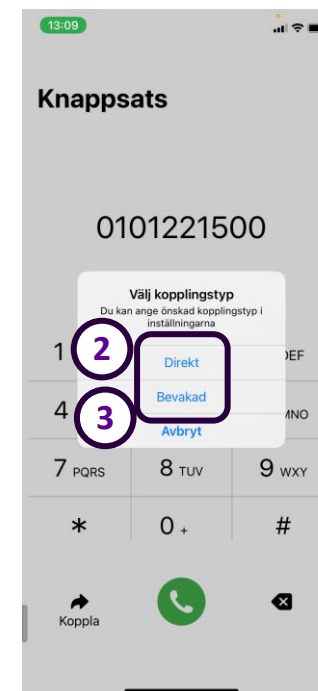 13:09
Knappsats
0101221500
Välj kopplingstyp
Du kan ange önskad kopplingstyp i
inställningarna
1 2 DEF
Direkt
Bevakad
4 3 MNO
Avbryt
7 PQRS 8 TUV 9 WXY
* 0 + #
Koppla